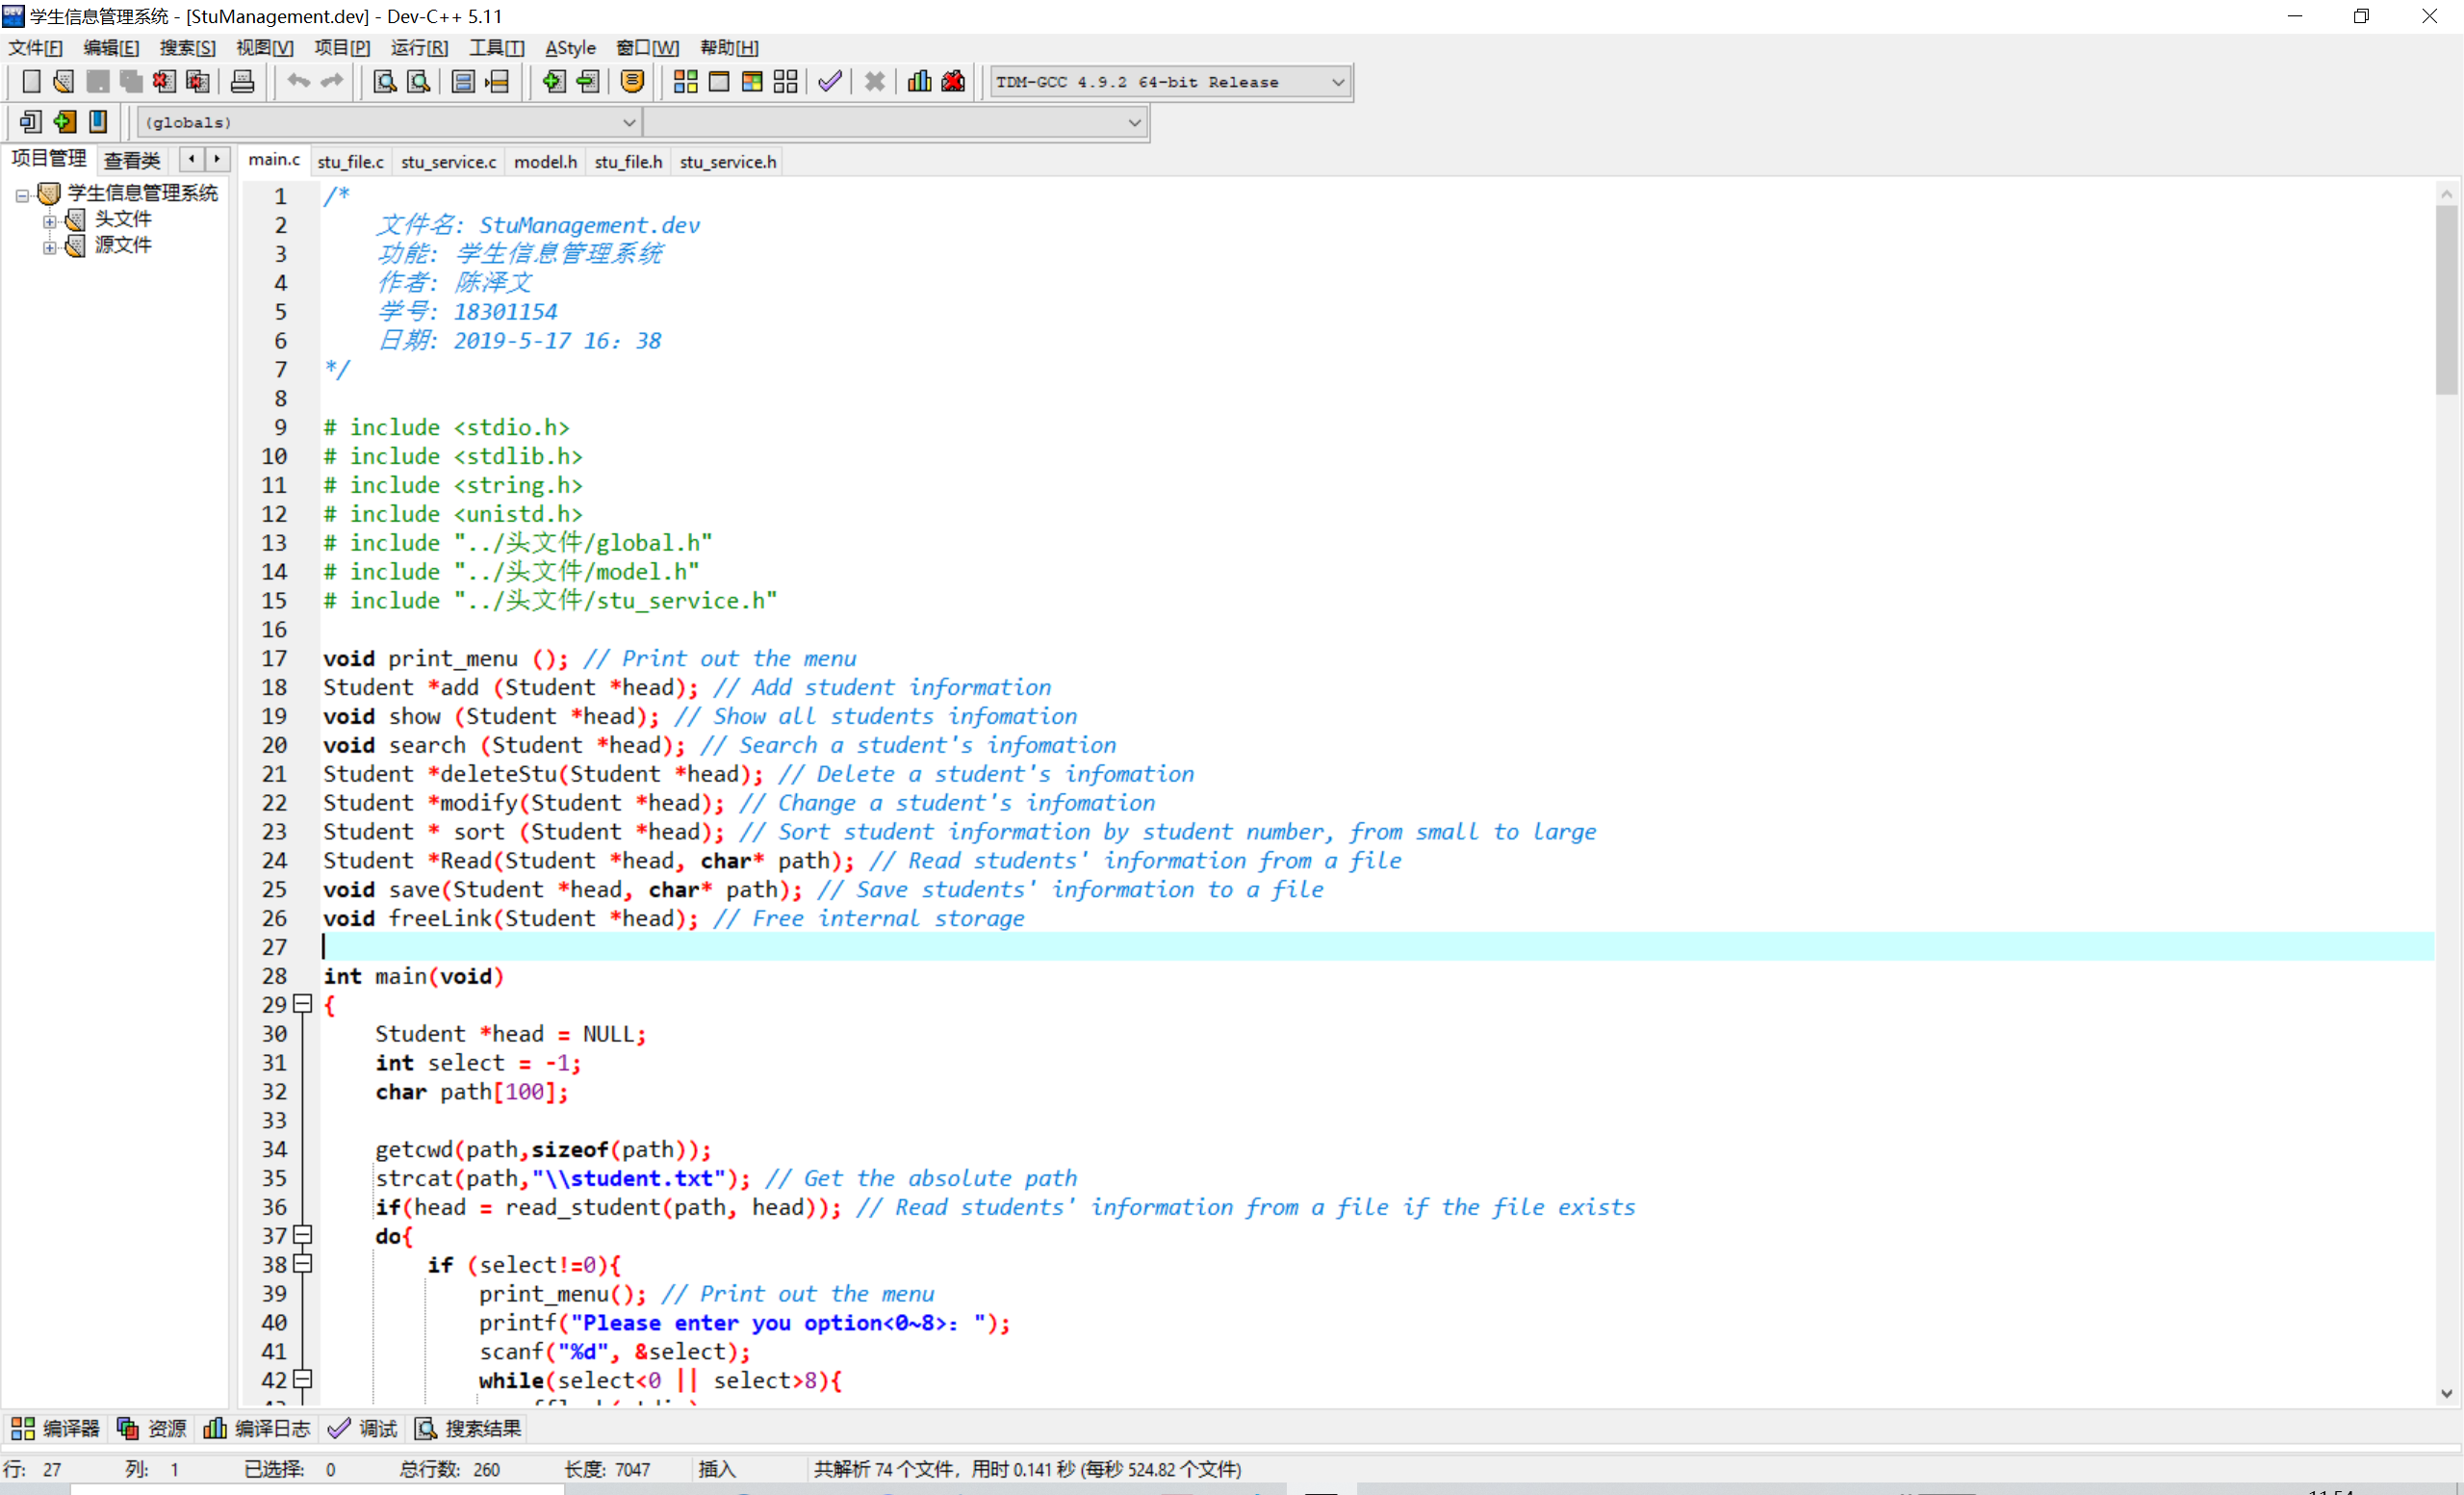 学生信息管理系统 - [StuManagement.dev] - Dev-C++ 5.11
文件[F] 编辑[E] 搜索[S] 视图[V] 项目[P] 运行[R] 工具[T] AStyle 窗口[W] 帮助[H]
TDM-GCC 4.9.2 64-bit Release
(globals)
项目管理 查看类 main.c stu_file.c stu_service.c model.h stu_file.h stu_service.h
学生信息管理系统
头文件
源文件
1 /*
2 文件名: StuManagement.dev
3 功能: 学生信息管理系统
4 作者: 陈泽文
5 学号: 18301154
6 日期: 2019-5-17 16: 38
7 */
8
9 # include <stdio.h>
10 # include <stdlib.h>
11 # include <string.h>
12 # include <unistd.h>
13 # include "../头文件/global.h"
14 # include "../头文件/model.h"
15 # include "../头文件/stu_service.h"
16
17 void print_menu (); // Print out the menu
18 Student *add (Student *head); // Add student information
19 void show (Student *head); // Show all students infomation
20 void search (Student *head); // Search a student's infomation
21 Student *deleteStu(Student *head); // Delete a student's infomation
22 Student *modify(Student *head); // Change a student's infomation
23 Student * sort (Student *head); // Sort student information by student number, from small to large
24 Student *Read(Student *head, char* path); // Read students' information from a file
25 void save(Student *head, char* path); // Save students' information to a file
26 void freeLink(Student *head); // Free internal storage
27
28 int main(void)
29 {
30 Student *head = NULL;
31 int select = -1;
32 char path[100];
33
34 getcwd(path,sizeof(path));
35 strcat(path,"\\student.txt"); // Get the absolute path
36 if(head = read_student(path, head)); // Read students' information from a file if the file exists
37 do{
38 if (select!=0){
39 print_menu(); // Print out the menu
40 printf("Please enter you option<0~8>: ");
41 scanf("%d", &select);
42 while(select<0 || select>8){
编译器 资源 编译日志 调试 搜索结果
行: 27 列: 1 已选择: 0 总行数: 260 长度: 7047 插入 共解析 74 个文件，用时 0.141 秒 (每秒 524.82 个文件)